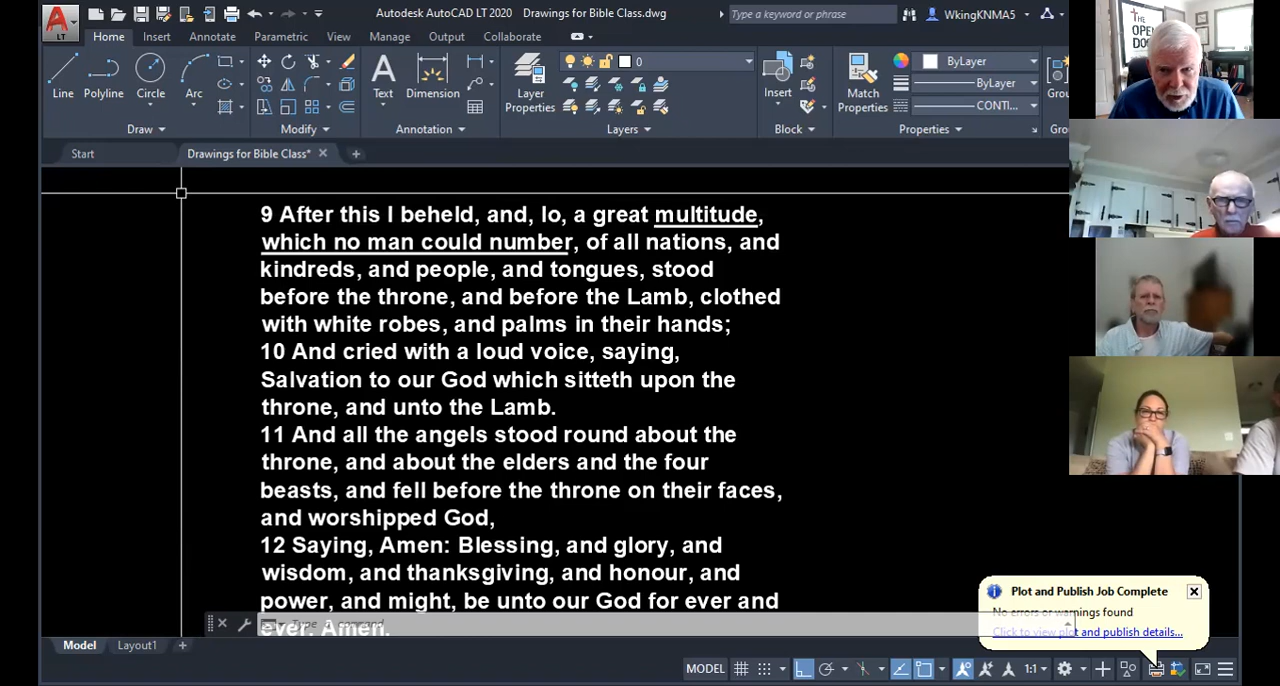 Autodesk AutoCAD LT 2020 Drawings for Bible Class.dwg
Type a keyword or phrase
WkingKNMA5
LT
Home Insert Annotate Parametric View Manage Output Collaborate
Line Polyline Circle Arc
Text Dimension
Layer Properties
0
Insert
Match Properties
ByLayer
ByLayer
CONTI...
Grou
Draw Modify Annotation Layers Block Properties Gro
Start Drawings for Bible Class*
THE
OPEN
DOO
9 After this I beheld, and, lo, a great multitude,
which no man could number, of all nations, and
kindreds, and people, and tongues, stood
before the throne, and before the Lamb, clothed
with white robes, and palms in their hands;
10 And cried with a loud voice, saying,
Salvation to our God which sitteth upon the
throne, and unto the Lamb.
11 And all the angels stood round about the
throne, and about the elders and the four
beasts, and fell before the throne on their faces,
and worshipped God,
12 Saying, Amen: Blessing, and glory, and
wisdom, and thanksgiving, and honour, and
power, and might, be unto our God for ever and
ever. Amen.
Type a command
Plot and Publish Job Complete
No errors or warnings found
Click to view plot and publish details...
Model Layout1
MODEL 1:1